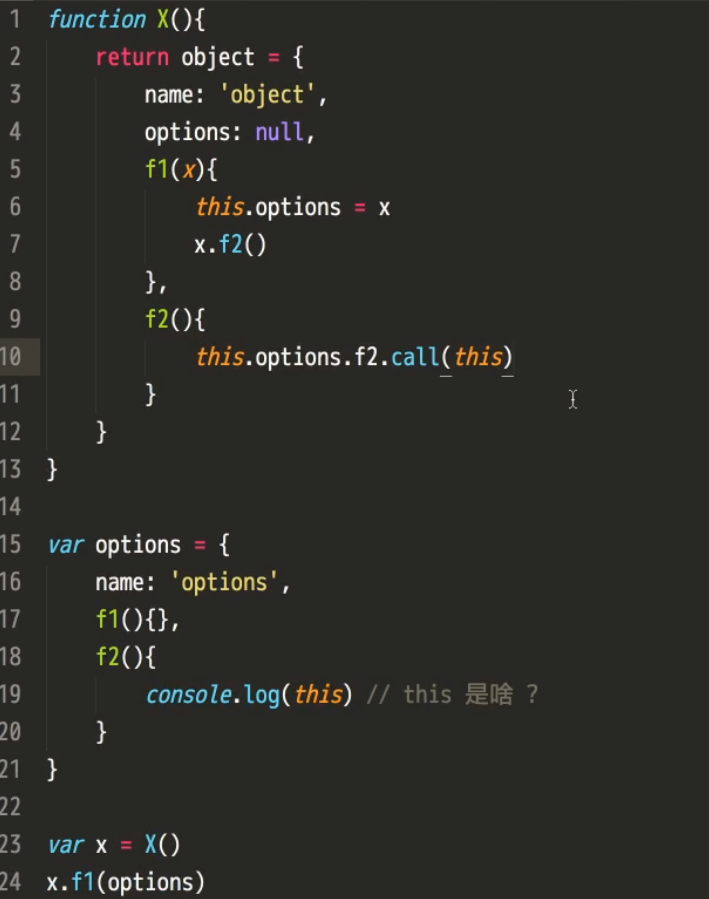 1 function X(){
2     return object = {
3         name: 'object',
4         options: null,
5         f1(x){
6             this.options = x
7             x.f2()
8         },
9         f2(){
10             this.options.f2.call(this)
11         }
12     }
13 }
14
15 var options = {
16     name: 'options',
17     f1(){},
18     f2(){
19         console.log(this) // this 是啥 ?
20     }
21 }
22
23 var x = X()
24 x.f1(options)